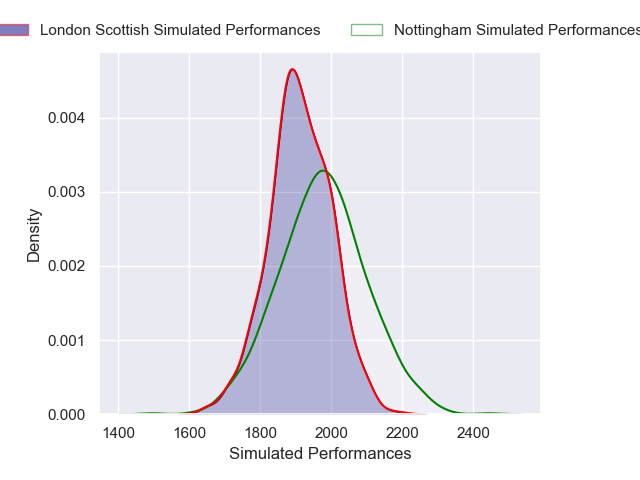 London Scottish Simulated Performances
Nottingham Simulated Performances
0.004
0.003
0.002
0.001
0.000
Density
1400 1600 1800 2000 2200 2400
Simulated Performances